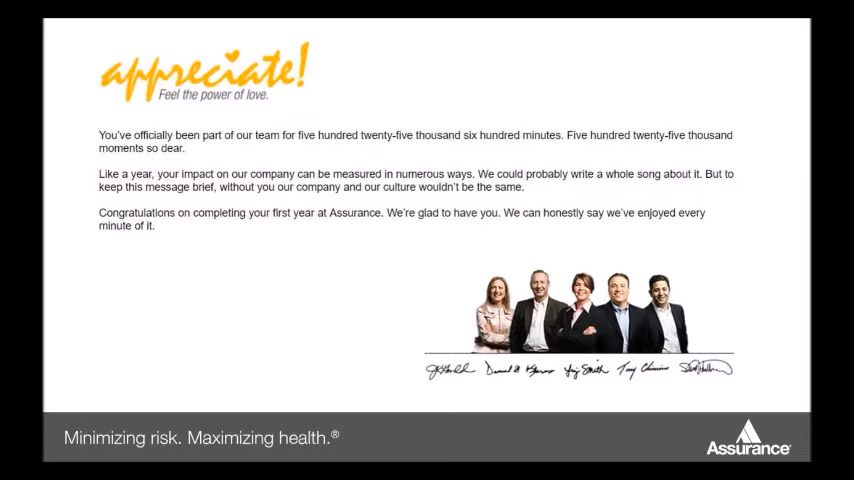 appreciate!
Feel the power of love.
You've officially been part of our team for five hundred twenty-five thousand six hundred minutes. Five hundred twenty-five thousand
moments so dear.
Like a year, your impact on our company can be measured in numerous ways. We could probably write a whole song about it. But to
keep this message brief, without you our company and our culture wouldn't be the same.
Congratulations on completing your first year at Assurance. We're glad to have you. We can honestly say we've enjoyed every
minute of it.
Minimizing risk. Maximizing health.®
Assurance